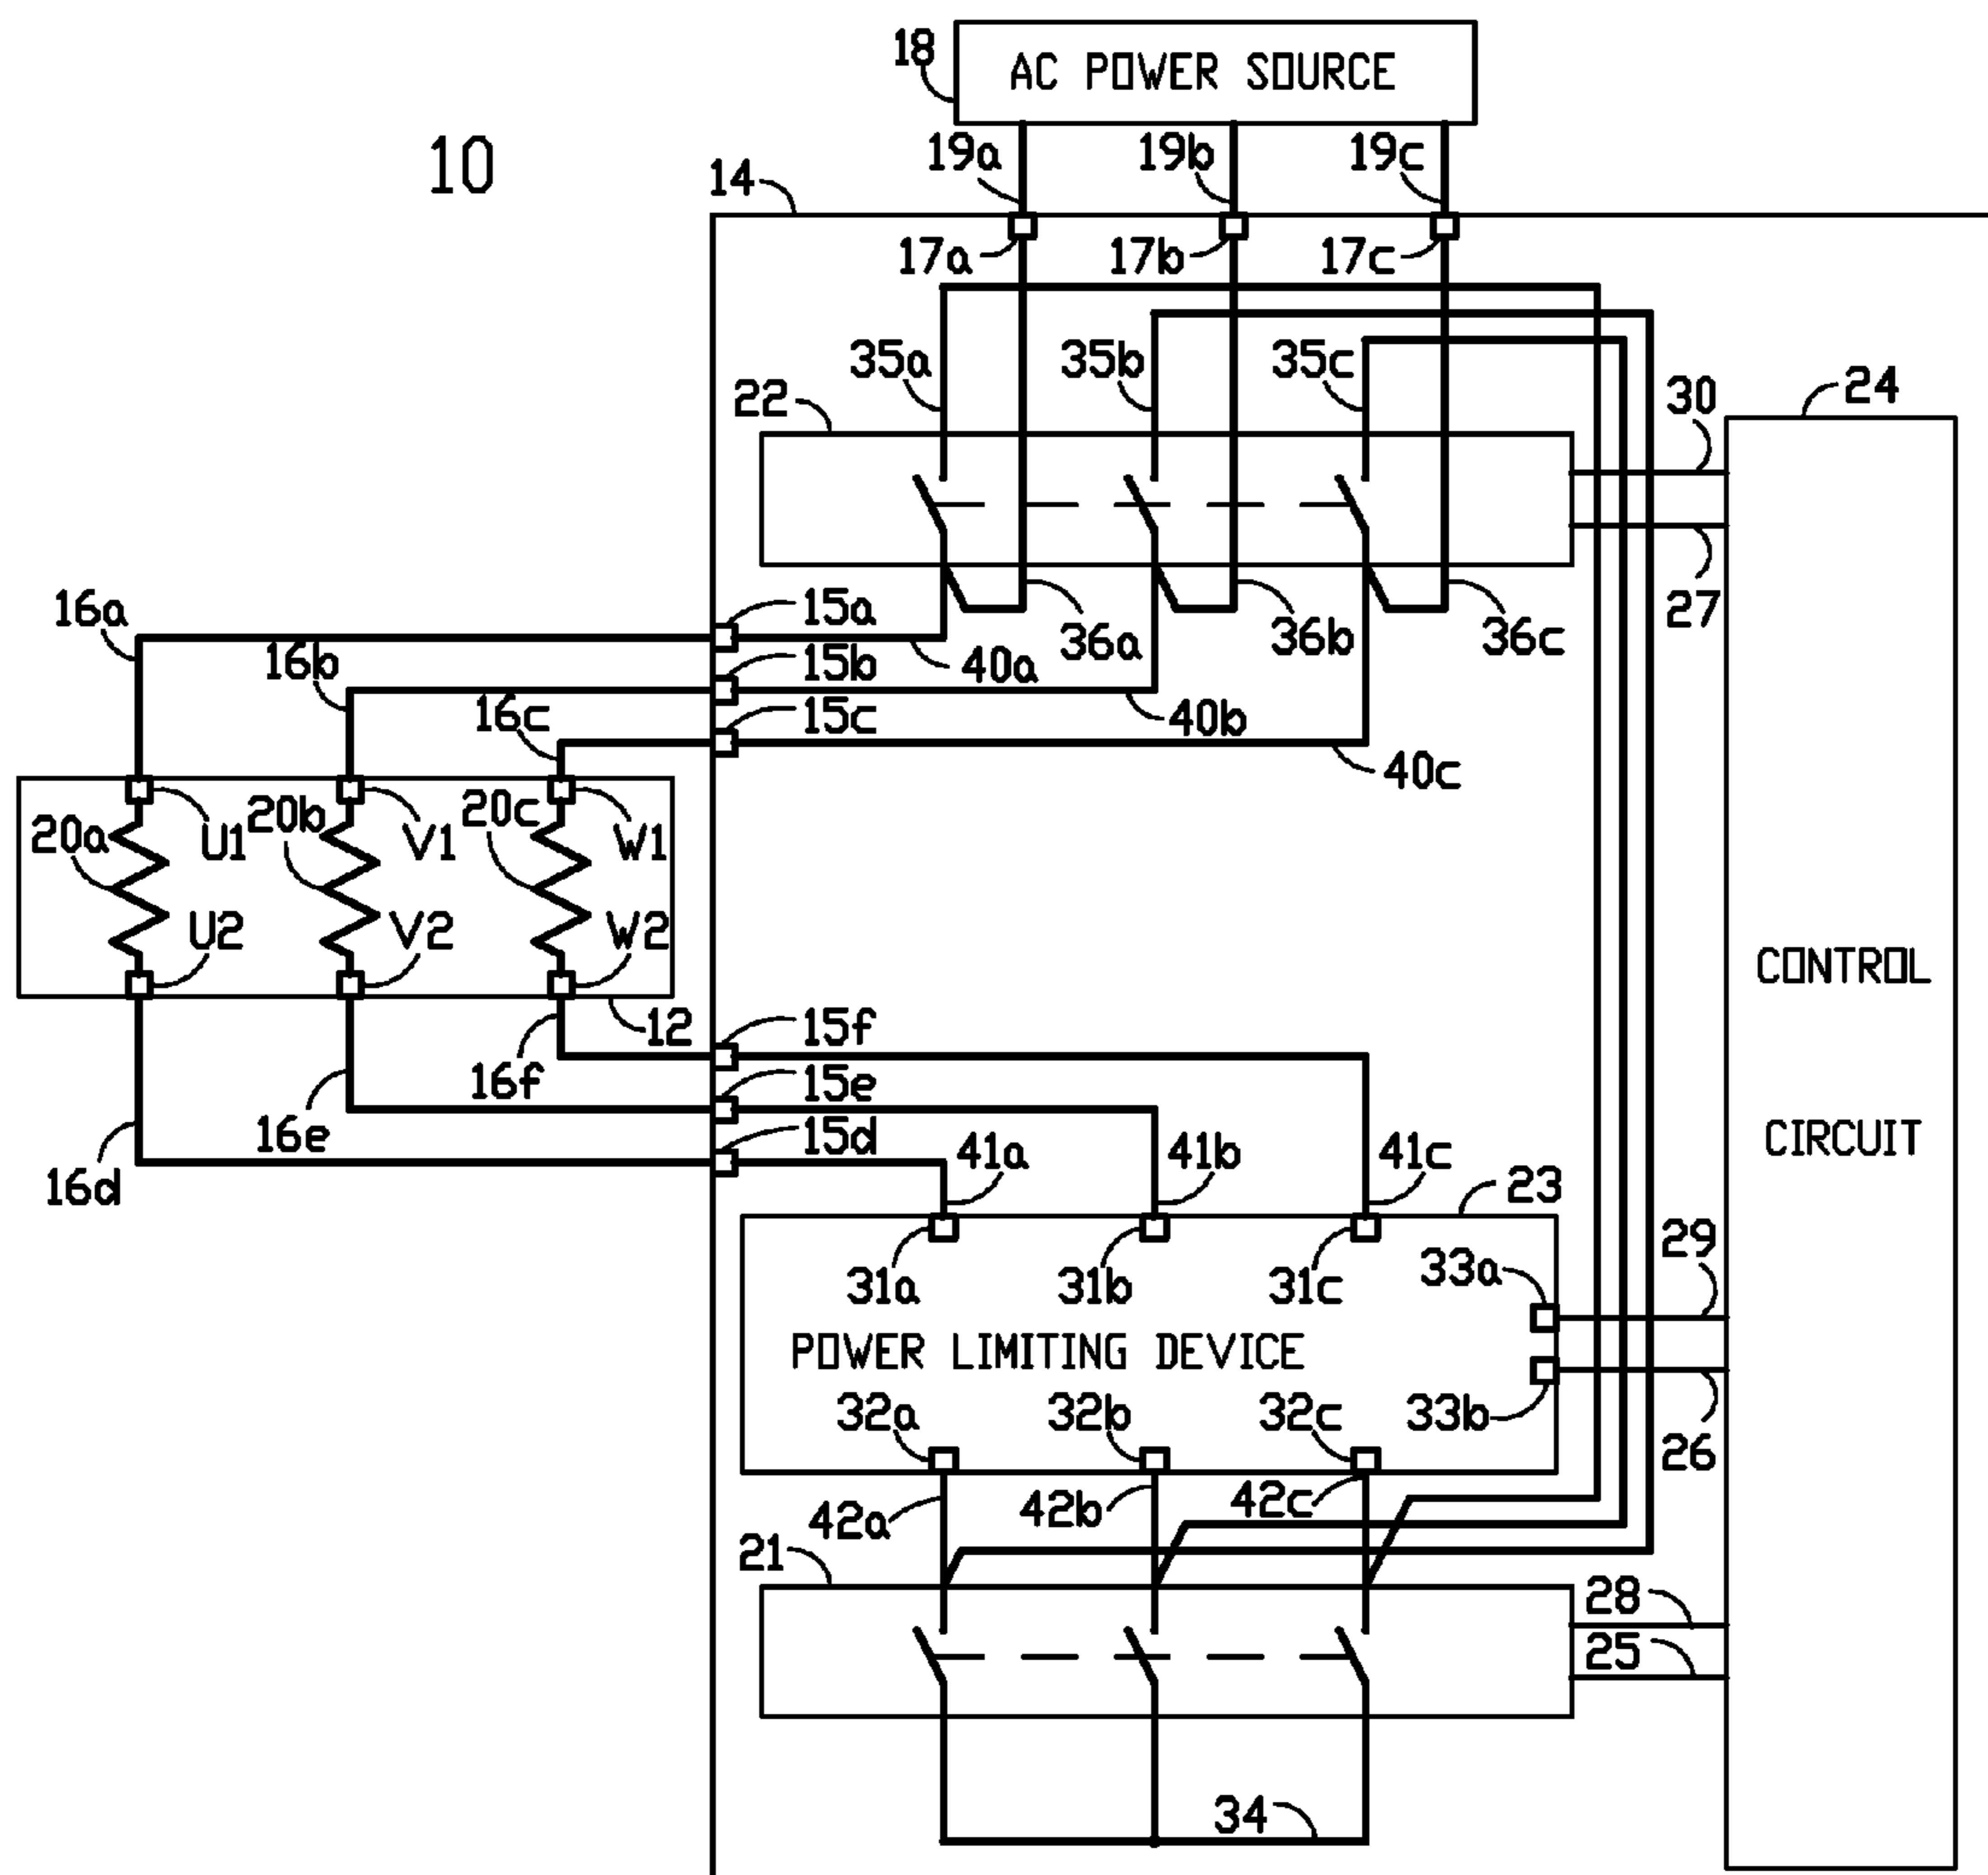 18
AC POWER SOURCE
10
19a
19b
19c
14
17a
17b
17c
35a
35b
35c
22
30
24
27
16a
15a
36a
36b
36c
16b
40a
15b
16c
15c
40b
40c
20a
U1
20b
V1
20c
W1
U2
V2
W2
CONTROL
CIRCUIT
12
15f
16f
15e
16e
15d
16d
41a
41b
41c
23
29
31a
31b
31c
33a
POWER LIMITING DEVICE
32a
32b
32c
33b
26
42a
42b
42c
21
28
25
34